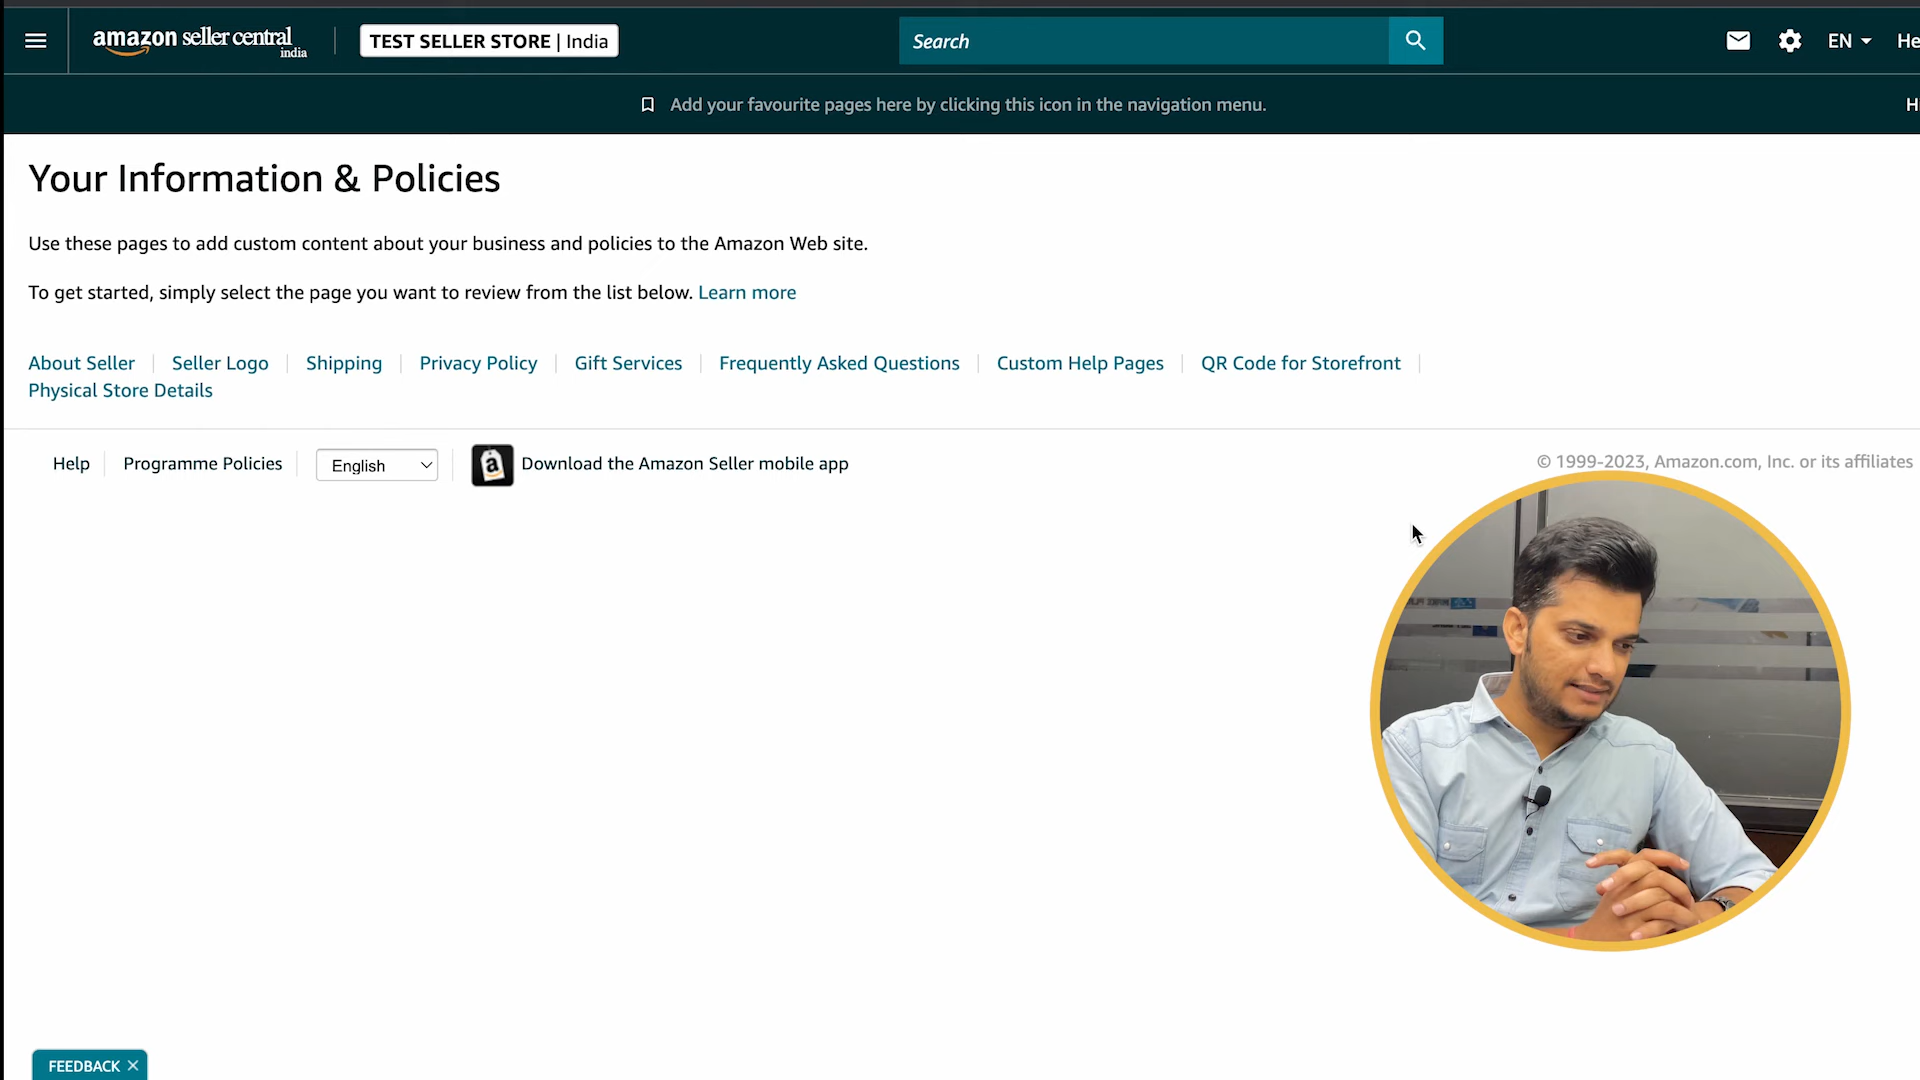 amazon seller central
india
TEST SELLER STORE | India
Search
EN
He
Add your favourite pages here by clicking this icon in the navigation menu.
Hi
Your Information & Policies
Use these pages to add custom content about your business and policies to the Amazon Web site.
To get started, simply select the page you want to review from the list below. Learn more
About Seller
Seller Logo
Shipping
Privacy Policy
Gift Services
Frequently Asked Questions
Custom Help Pages
QR Code for Storefront
Physical Store Details
Help
Programme Policies
English
a
Download the Amazon Seller mobile app
© 1999-2023, Amazon.com, Inc. or its affiliates
FEEDBACK ×